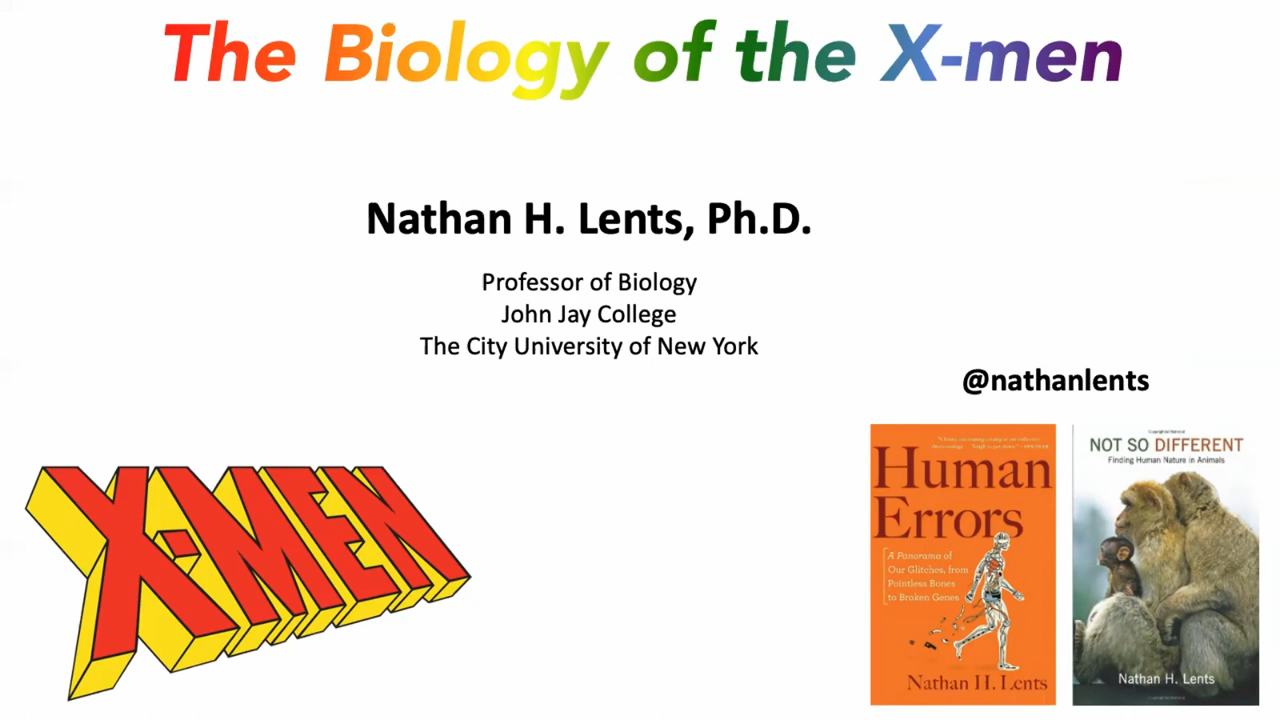 The Biology of the X-men
Nathan H. Lents, Ph.D.
Professor of Biology
John Jay College
The City University of New York
@nathanlents
X-MEN
Human
Errors
A Panorama of
Our Glitches, from
Pointless Bones
to Broken Genes
Nathan H. Lents
NOT SO DIFFERENT
Finding Human Nature in Animals
Nathan H. Lents